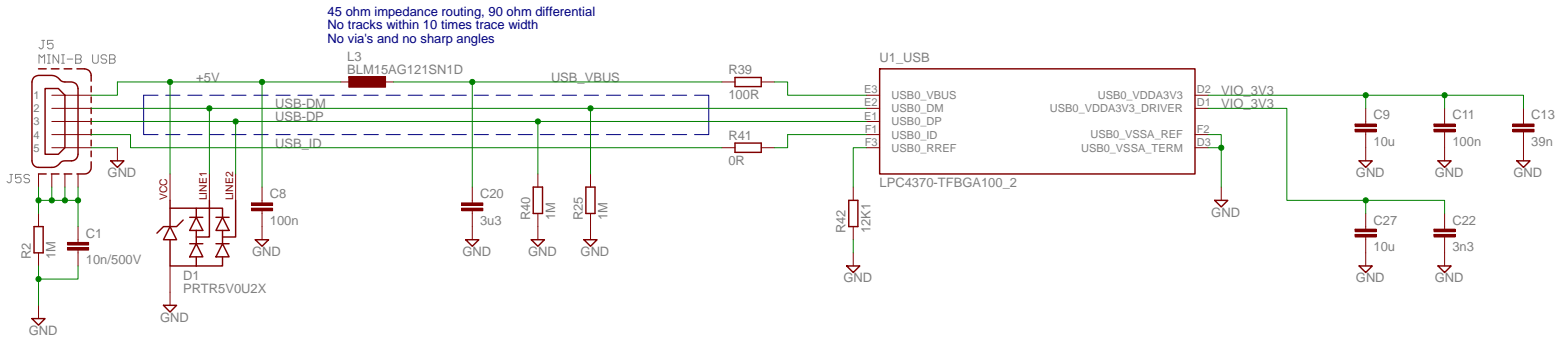 45 ohm impedance routing, 90 ohm differential
No tracks within 10 times trace width
No via's and no sharp angles
J5
MINI-B USB
1
2
3
4
5
J5S
GND
R2
1M
C1
10n/500V
GND
+5V
USB-DM
USB-DP
USB_ID
VCC
LINE1
LINE2
D1
PRTR5V0U2X
GND
C8
100n
GND
L3
BLM15AG121SN1D
USB_VBUS
C20
3u3
GND
R40
1M
GND
R25
1M
GND
R39
100R
R41
0R
R42
12K1
GND
U1_USB
E3 USB0_VBUS
E2 USB0_DM
E1 USB0_DP
F1 USB0_ID
F3 USB0_RREF
USB0_VDDA3V3 D2 VIO_3V3
USB0_VDDA3V3_DRIVER D1 VIO_3V3
USB0_VSSA_REF F2
USB0_VSSA_TERM D3
LPC4370-TFBGA100_2
GND
C9
10u
GND
C11
100n
GND
C13
39n
GND
C27
10u
GND
C22
3n3
GND